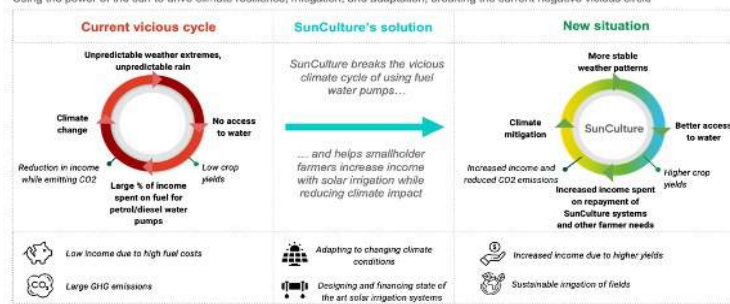 Using the power of the sun to drive climate resilience, mitigation, and adaptation, breaking the current negative vicious circle
Current vicious cycle
Unpredictable weather extremes,
unpredictable rain
Climate
change
No access
to water
Reduction in income
while emitting CO2
Low crop
yields
Large % of income
spent on fuel for
petrol/diesel water
pumps
Low income due to high fuel costs
CO₂
Large GHG emissions
SunCulture's solution
SunCulture breaks the vicious
climate cycle of using fuel
water pumps…
… and helps smallholder
farmers increase income
with solar irrigation while
reducing climate impact
Adapting to changing climate
conditions
Designing and financing state of
the art solar irrigation systems
New situation
More stable
weather patterns
Climate
mitigation
SunCulture
Better access
to water
Increased income and
reduced CO2 emissions
Higher crop
yields
Increased income spent
on repayment of
SunCulture systems
and other farmer needs
$
Increased income due to higher yields
Sustainable irrigation of fields